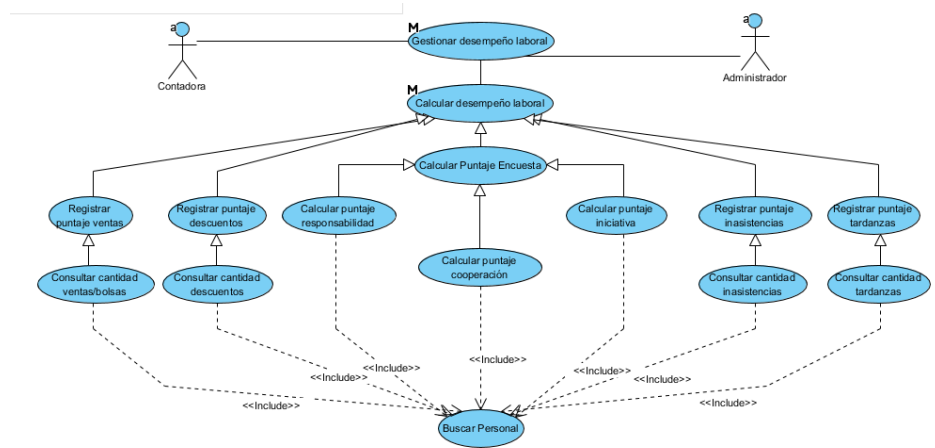 a
M
Gestionar desempeño laboral
a
Contadora
Administrador
M
Calcular desempeño laboral
Calcular Puntaje Encuesta
Registrar
puntaje ventas
Registrar puntaje
descuentos
Calcular puntaje
responsabilidad
Calcular puntaje
iniciativa
Registrar puntaje
inasistencias
Registrar puntaje
tardanzas
Calcular puntaje
cooperación
Consultar cantidad
ventas/bolsas
Consultar cantidad
descuentos
Consultar cantidad
inasistencias
Consultar cantidad
tardanzas
<<Include>>
<<Include>>
<<Include>>
<<Include>>
<<Include>>
<<Include>>
<<Include>>
Buscar Personal